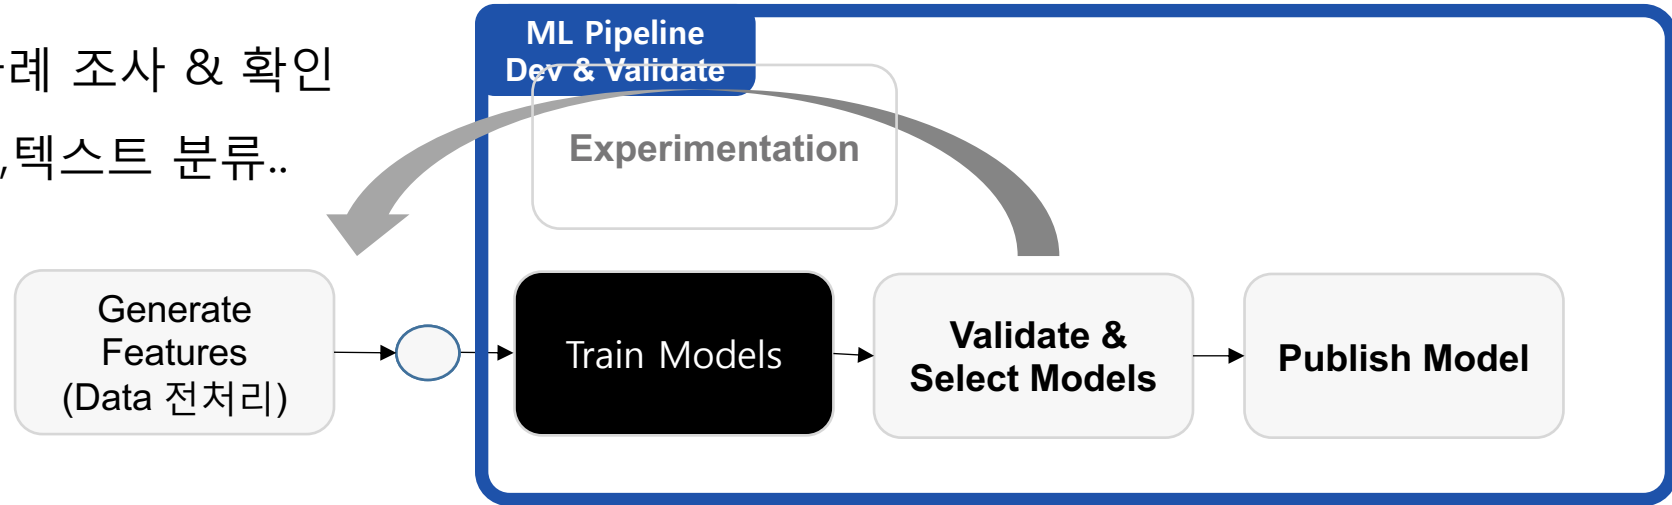 례 조사 & 확인
,텍스트 분류..
ML Pipeline
Dev & Validate
Experimentation
Generate
Features
(Data 전처리)
Train Models
Validate &
Select Models
Publish Model